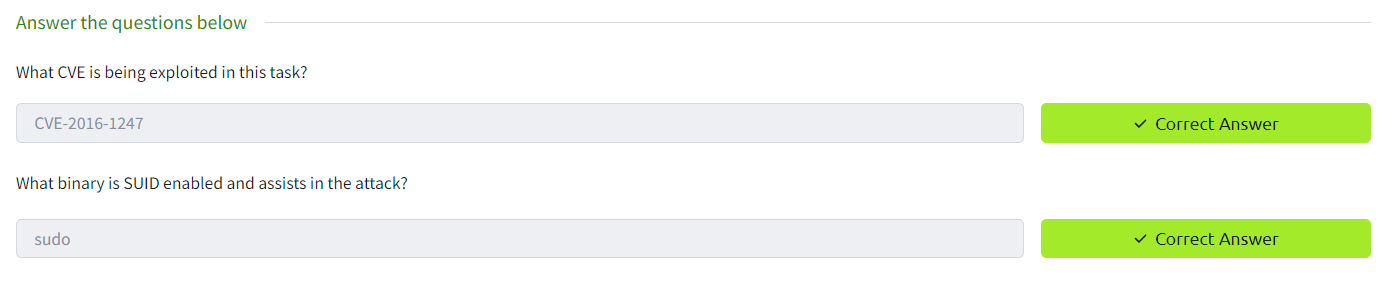 Answer the questions below
What CVE is being exploited in this task?
CVE-2016-1247
Correct Answer
What binary is SUID enabled and assists in the attack?
sudo
Correct Answer